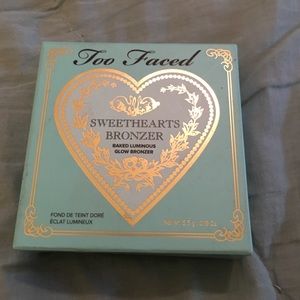 Too Faced
SWEETHEARTS
BRONZER
BAKED LUMINOUS
GLOW BRONZER
FOND DE TEINT DORÉ
ÉCLAT LUMINEUX